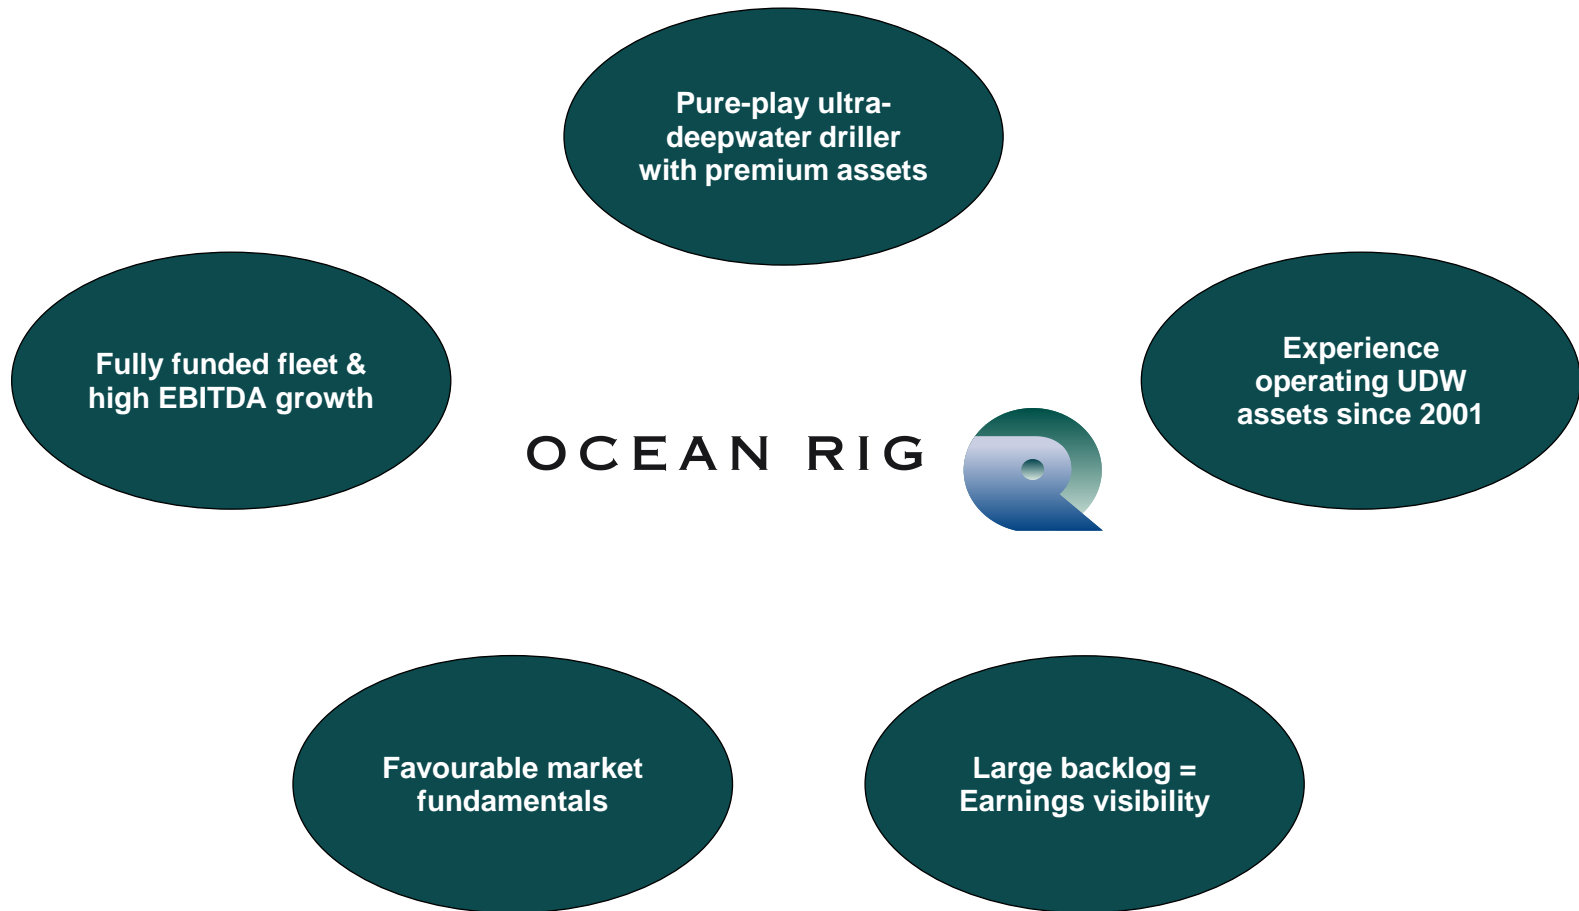 Pure-play ultra-
deepwater driller
with premium assets
Fully funded fleet &
high EBITDA growth
Experience
operating UDW
assets since 2001
OCEAN RIG
Favourable market
fundamentals
Large backlog =
Earnings visibility